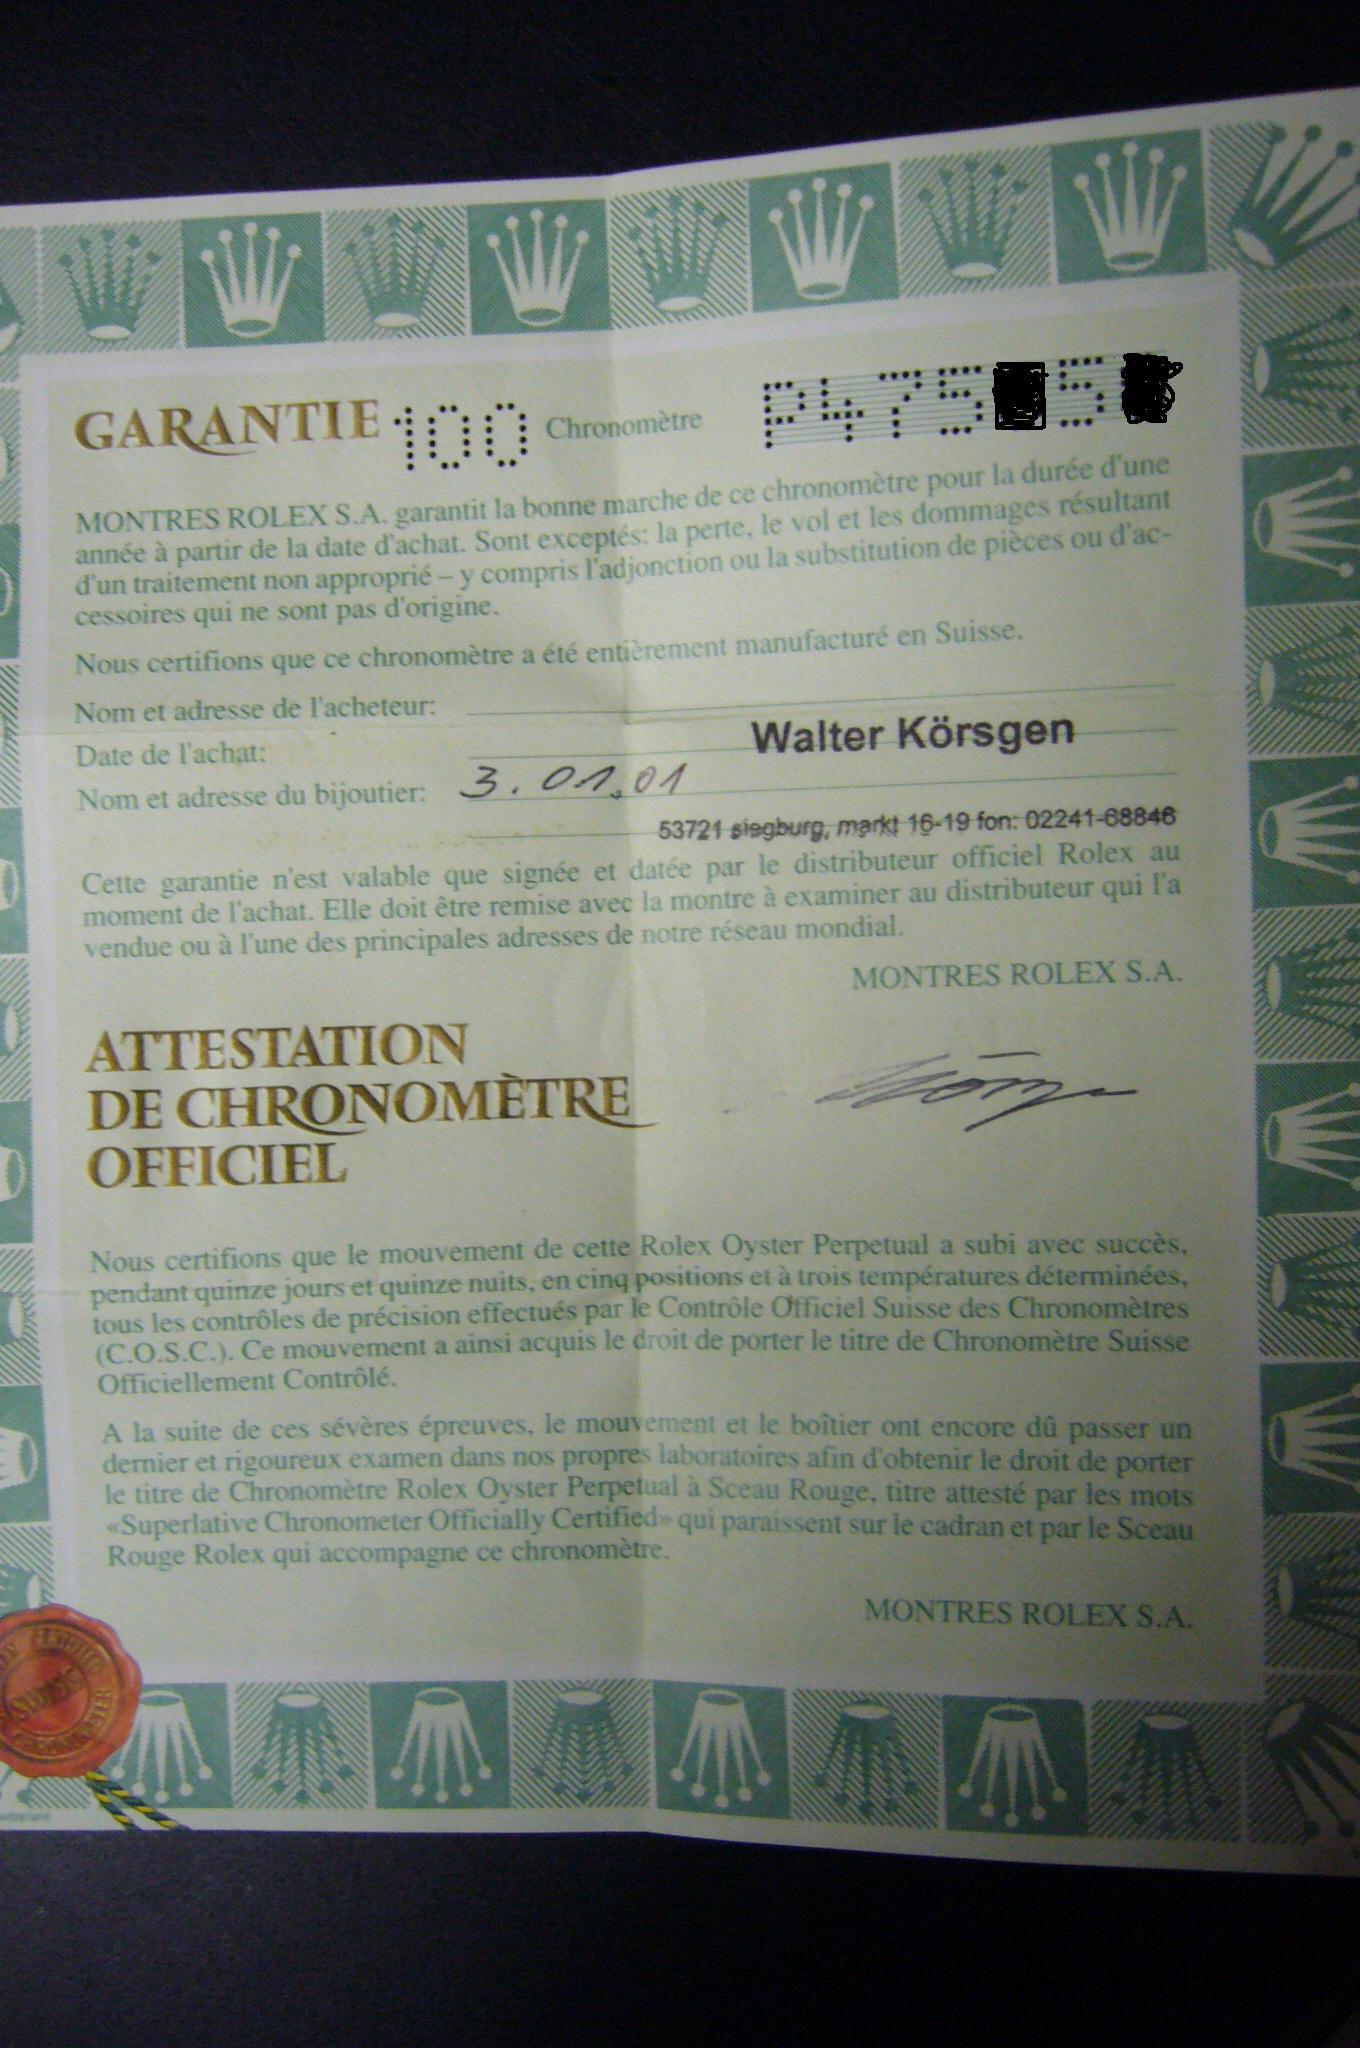 GARANTIE 100 Chronomètre P475 5
MONTRES ROLEX S.A. garantit la bonne marche de ce chronomètre pour la durée d'une
année à partir de la date d'achat. Sont exceptés: la perte, le vol et les dommages résultant
d'un traitement non approprié – y compris l'adjonction ou la substitution de pièces ou d'ac-
cessoires qui ne sont pas d'origine.
Nous certifions que ce chronomètre a été entièrement manufacturé en Suisse.
Nom et adresse de l'acheteur:
Date de l'achat: Walter Körsgen
Nom et adresse du bijoutier: 3.01.01
53721 siegburg, markt 16-19 fon: 02241-68846
Cette garantie n'est valable que signée et datée par le distributeur officiel Rolex au
moment de l'achat. Elle doit être remise avec la montre à examiner au distributeur qui l'a
vendue ou à l'une des principales adresses de notre réseau mondial.
MONTRES ROLEX S.A.
ATTESTATION
DE CHRONOMÈTRE
OFFICIEL
Nous certifions que le mouvement de cette Rolex Oyster Perpetual a subi avec succès,
pendant quinze jours et quinze nuits, en cinq positions et à trois températures déterminées,
tous les contrôles de précision effectués par le Contrôle Officiel Suisse des Chronomètres
(C.O.S.C.). Ce mouvement a ainsi acquis le droit de porter le titre de Chronomètre Suisse
Officiellement Contrôlé.
A la suite de ces sévères épreuves, le mouvement et le boîtier ont encore dû passer un
dernier et rigoureux examen dans nos propres laboratoires afin d'obtenir le droit de porter
le titre de Chronomètre Rolex Oyster Perpetual à Sceau Rouge, titre attesté par les mots
«Superlative Chronometer Officially Certified» qui paraissent sur le cadran et par le Sceau
Rouge Rolex qui accompagne ce chronomètre.
MONTRES ROLEX S.A.